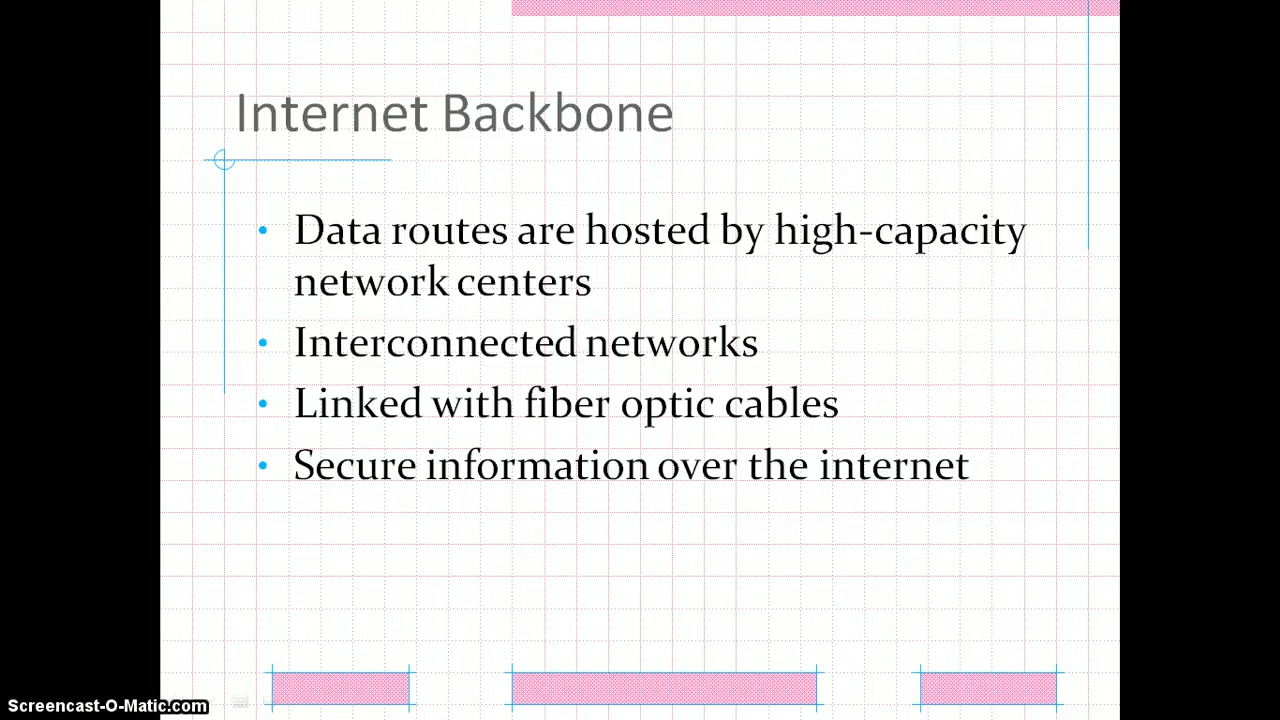 Internet Backbone
• Data routes are hosted by high-capacity
network centers
• Interconnected networks
• Linked with fiber optic cables
• Secure information over the internet
Screencast-O-Matic.com